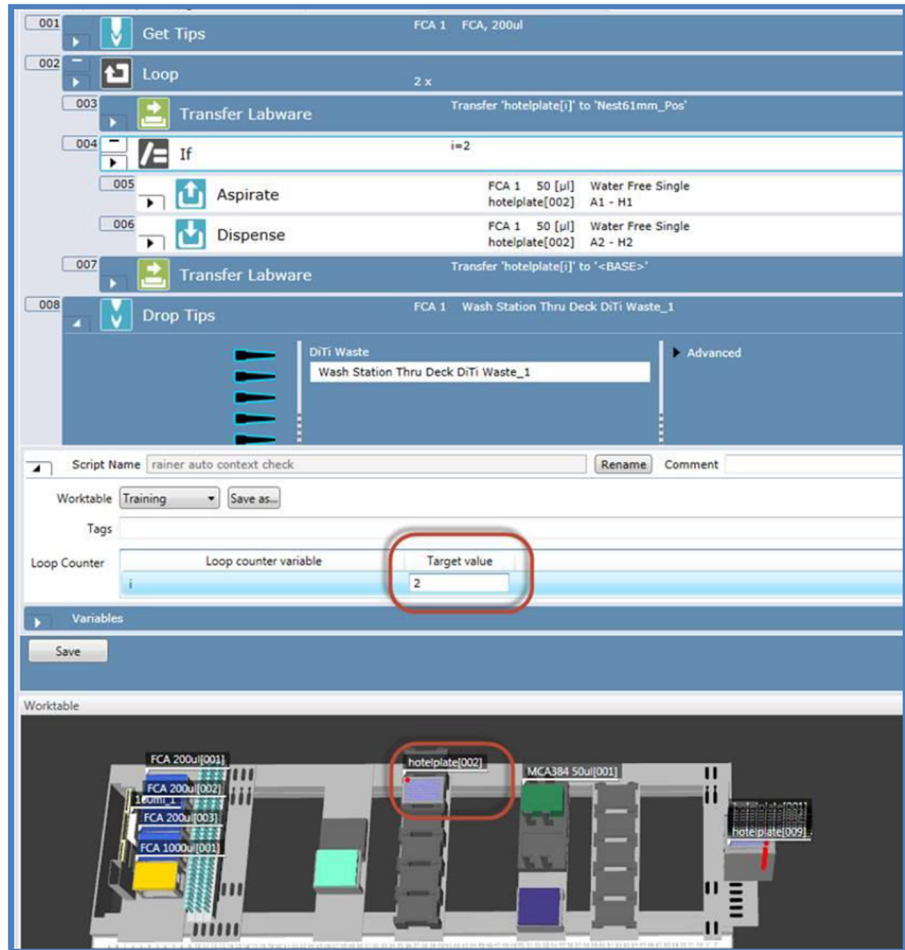 001 Get Tips FCA 1 FCA, 200ul
002 Loop 2 x
003 Transfer Labware Transfer 'hotelplate[i]' to 'Nest61mm_Pos'
004 If i=2
005 Aspirate FCA 1 50 [µl] Water Free Single
hotelplate[002] A1 - H1
006 Dispense FCA 1 50 [µl] Water Free Single
hotelplate[002] A2 - H2
007 Transfer Labware Transfer 'hotelplate[i]' to '<BASE>'
008 Drop Tips FCA 1 Wash Station Thru Deck DiTi Waste_1
DiTi Waste Advanced
Wash Station Thru Deck DiTi Waste_1
Script Name rainer auto context check Rename Comment
Worktable Training Save as...
Tags
Loop Counter Loop counter variable Target value
i 2
Variables
Save
Worktable
FCA 200ul[001] hotelplate[002] MCA384 50ul[001]
FCA 200ul[002]
100ml_1
FCA 200ul[003] hotelplate[009]
FCA 1000ul[001]